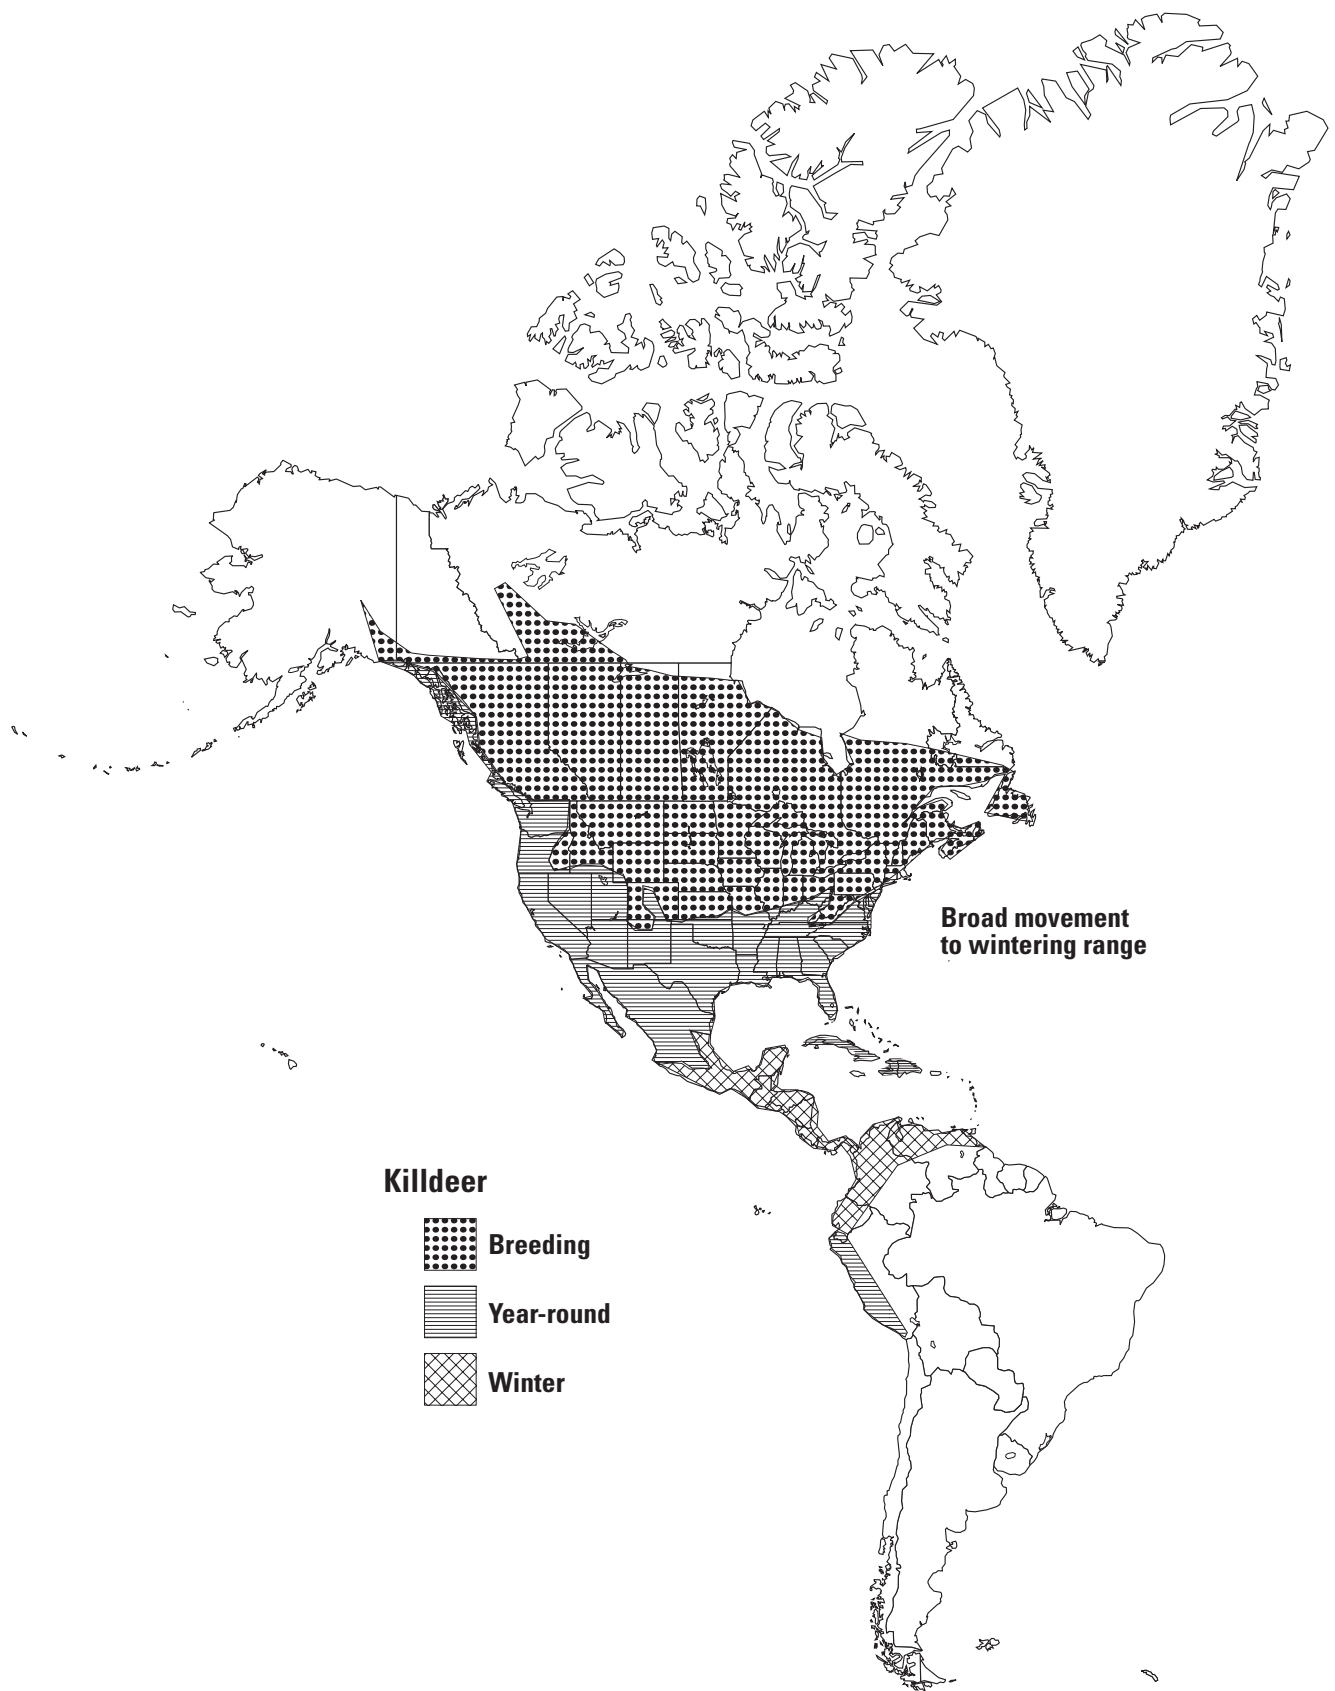 Broad movement
to wintering range
Killdeer
Breeding
Year-round
Winter